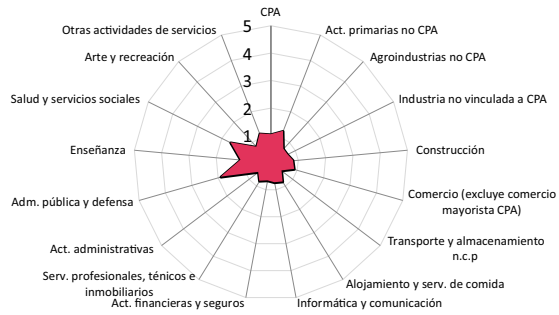 CPA
Act. primarias no CPA
Agroindustrias no CPA
Industria no vinculada a CPA
Construcción
Comercio (excluye comercio
mayorista CPA)
Transporte y almacenamiento
n.c.p
Alojamiento y serv. de comida
Informática y comunicación
Act. financieras y seguros
Serv. profesionales, ténicos e
inmobiliarios
Act. administrativas
Adm. pública y defensa
Enseñanza
Salud y servicios sociales
Arte y recreación
Otras actividades de servicios
5
4
3
2
1